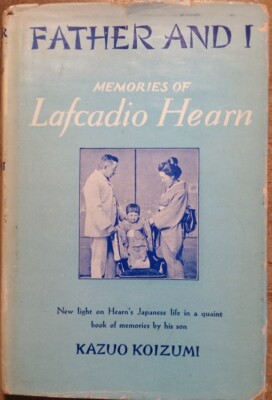 FATHER AND I
MEMORIES OF
Lafcadio Hearn
New light on Hearn's Japanese life in a quaint
book of memories by his son
KAZUO KOIZUMI